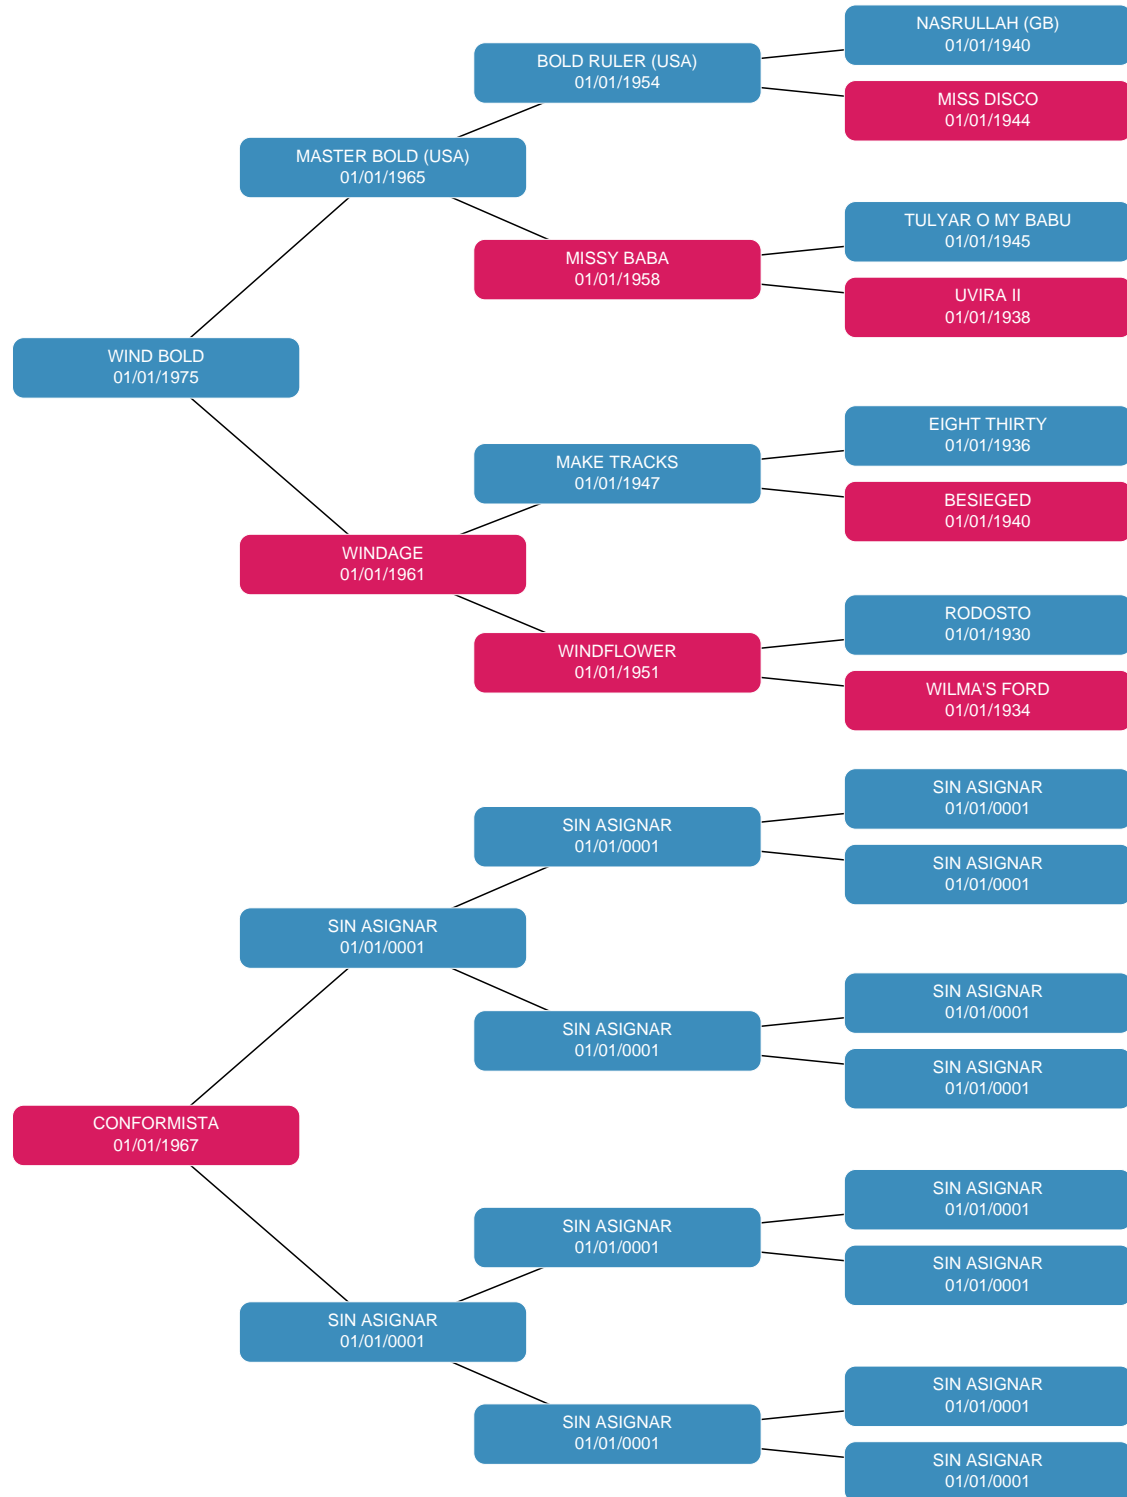 NASRULLAH (GB)
01/01/1940
BOLD RULER (USA)
01/01/1954
MISS DISCO
01/01/1944
MASTER BOLD (USA)
01/01/1965
TULYAR O MY BABU
01/01/1945
MISSY BABA
01/01/1958
UVIRA II
01/01/1938
WIND BOLD
01/01/1975
EIGHT THIRTY
01/01/1936
MAKE TRACKS
01/01/1947
BESIEGED
01/01/1940
WINDAGE
01/01/1961
RODOSTO
01/01/1930
WINDFLOWER
01/01/1951
WILMA'S FORD
01/01/1934
SIN ASIGNAR
01/01/0001
SIN ASIGNAR
01/01/0001
SIN ASIGNAR
01/01/0001
SIN ASIGNAR
01/01/0001
SIN ASIGNAR
01/01/0001
SIN ASIGNAR
01/01/0001
SIN ASIGNAR
01/01/0001
CONFORMISTA
01/01/1967
SIN ASIGNAR
01/01/0001
SIN ASIGNAR
01/01/0001
SIN ASIGNAR
01/01/0001
SIN ASIGNAR
01/01/0001
SIN ASIGNAR
01/01/0001
SIN ASIGNAR
01/01/0001
SIN ASIGNAR
01/01/0001